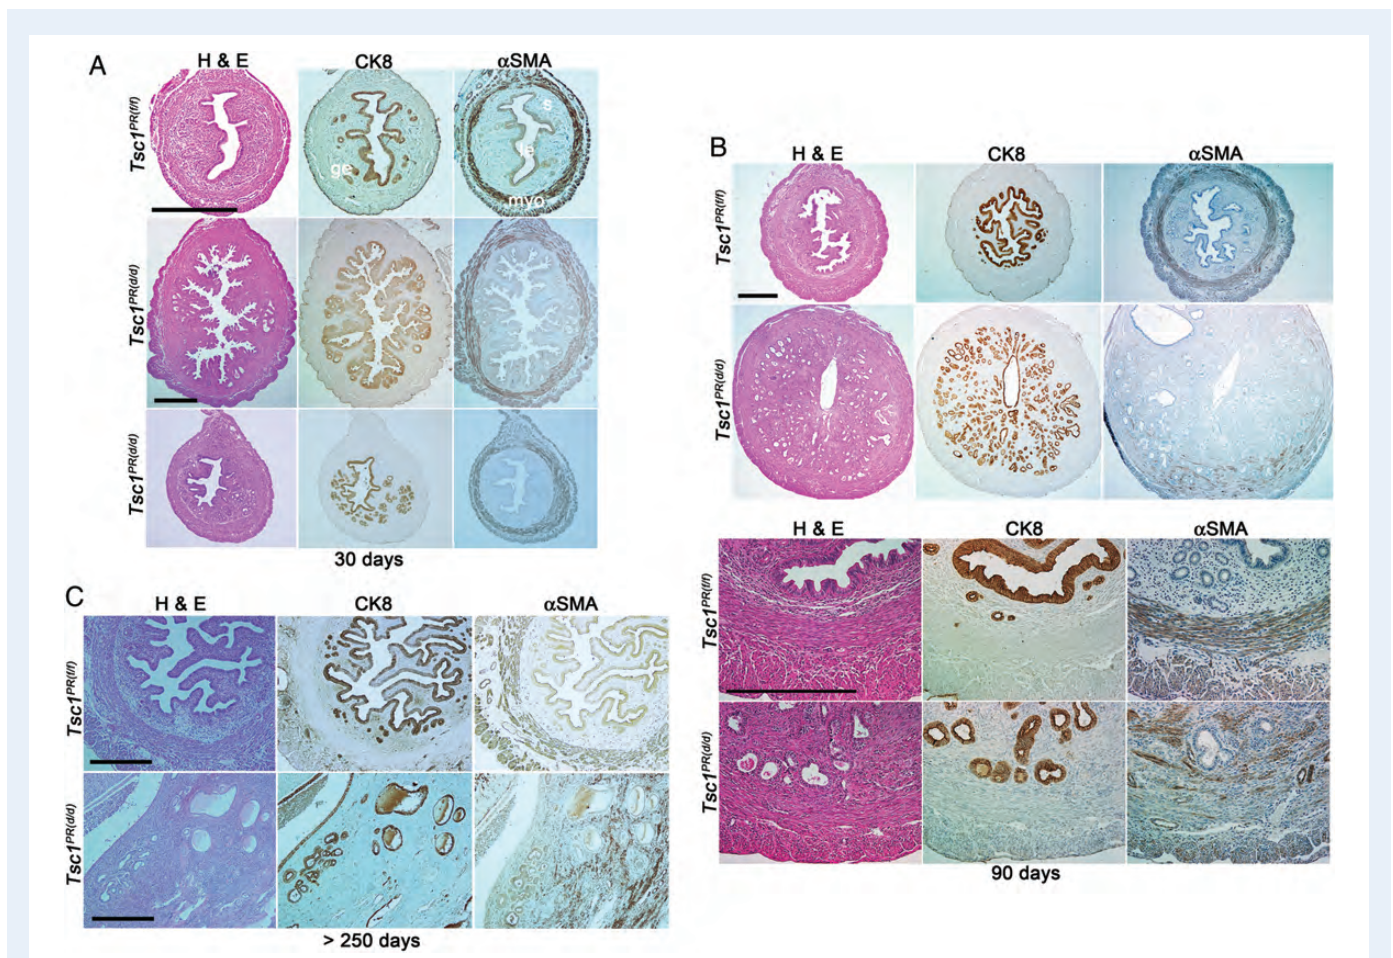 A
H & E CK8 αSMA
Tsc1PR(f/f)
s
le
ge
myo
Tsc1PR(d/d)
Tsc1PR(d/d)
30 days
B
H & E CK8 αSMA
Tsc1PR(f/f)
Tsc1PR(d/d)
H & E CK8 αSMA
Tsc1PR(f/f)
Tsc1PR(d/d)
90 days
C
H & E CK8 αSMA
Tsc1PR(f/f)
Tsc1PR(d/d)
> 250 days